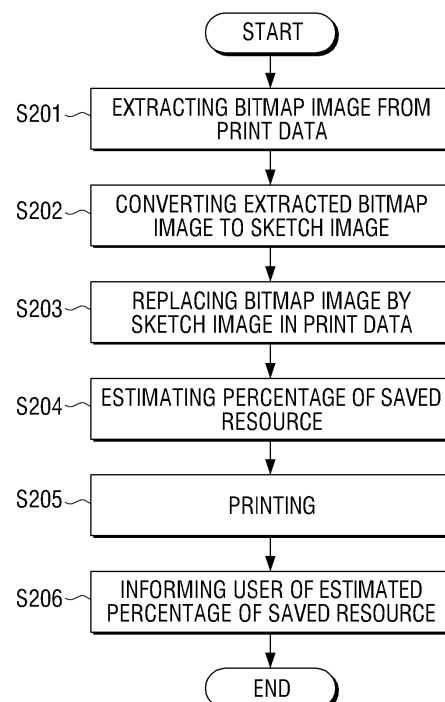 START
S201
EXTRACTING BITMAP IMAGE FROM
PRINT DATA
S202
CONVERTING EXTRACTED BITMAP
IMAGE TO SKETCH IMAGE
S203
REPLACING BITMAP IMAGE BY
SKETCH IMAGE IN PRINT DATA
S204
ESTIMATING PERCENTAGE OF SAVED
RESOURCE
S205
PRINTING
S206
INFORMING USER OF ESTIMATED
PERCENTAGE OF SAVED RESOURCE
END